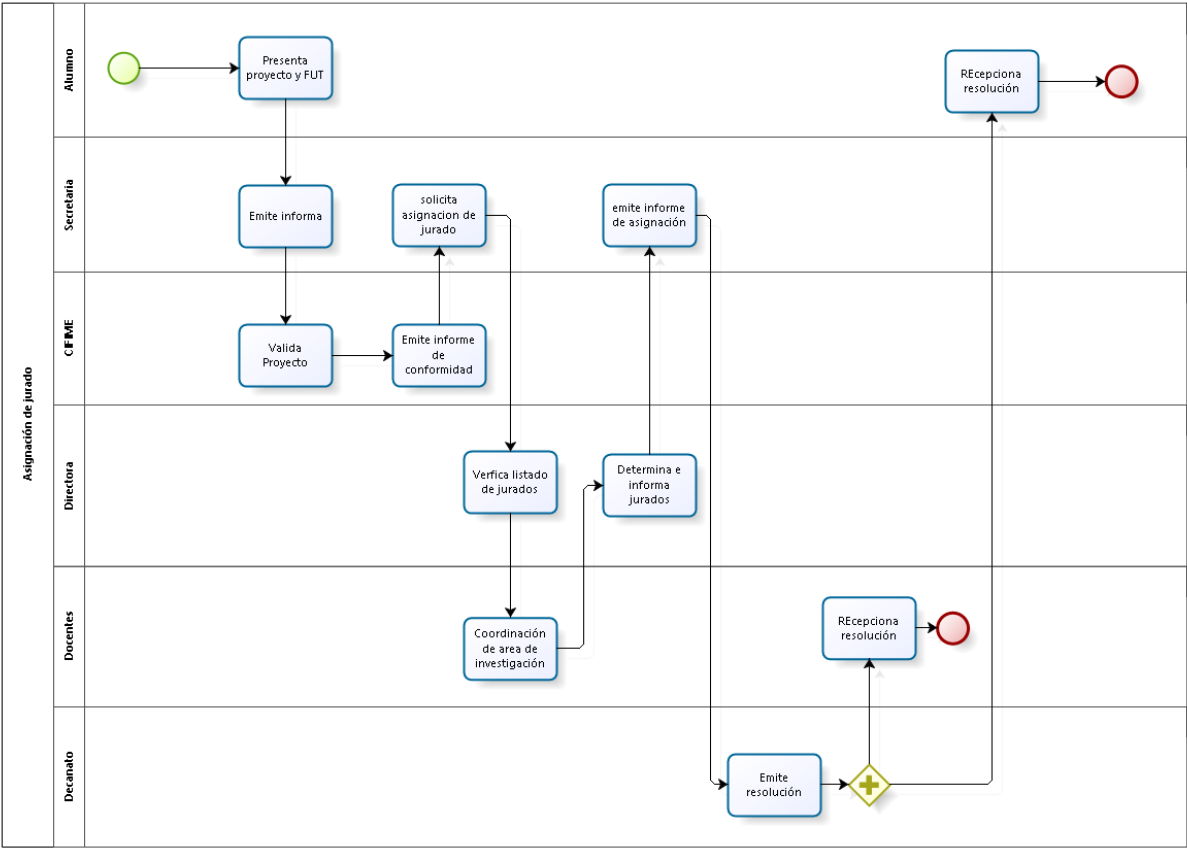 Asignación de jurado
Alumno
Presenta
proyecto y FUT
REcepciona
resolución
Secretaria
Emite informa
solicita
asignacion de
jurado
emite informe
de asignación
CIFIME
Valida
Proyecto
Emite informe
de
conformidad
Directora
Verfica listado
de jurados
Determina e
informa
jurados
Docentes
Coordinación
de area de
investigación
REcepciona
resolución
Decanato
Emite
resolución